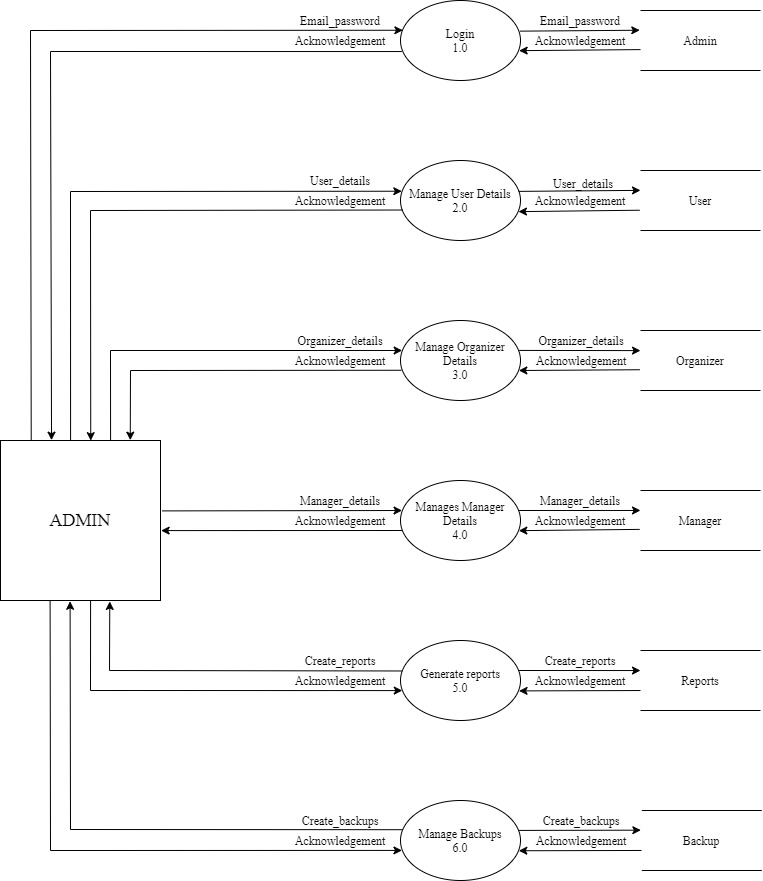 Email_password
Email_password
Login
1.0
Acknowledgement
Acknowledgement
Admin
User_details
User_details
Manage User Details
2.0
Acknowledgement
Acknowledgement
User
Organizer_details
Organizer_details
Manage Organizer
Details
3.0
Acknowledgement
Acknowledgement
Organizer
ADMIN
Manager_details
Manager_details
Manages Manager
Details
4.0
Acknowledgement
Acknowledgement
Manager
Create_reports
Create_reports
Generate reports
5.0
Acknowledgement
Acknowledgement
Reports
Create_backups
Create_backups
Manage Backups
6.0
Acknowledgement
Acknowledgement
Backup